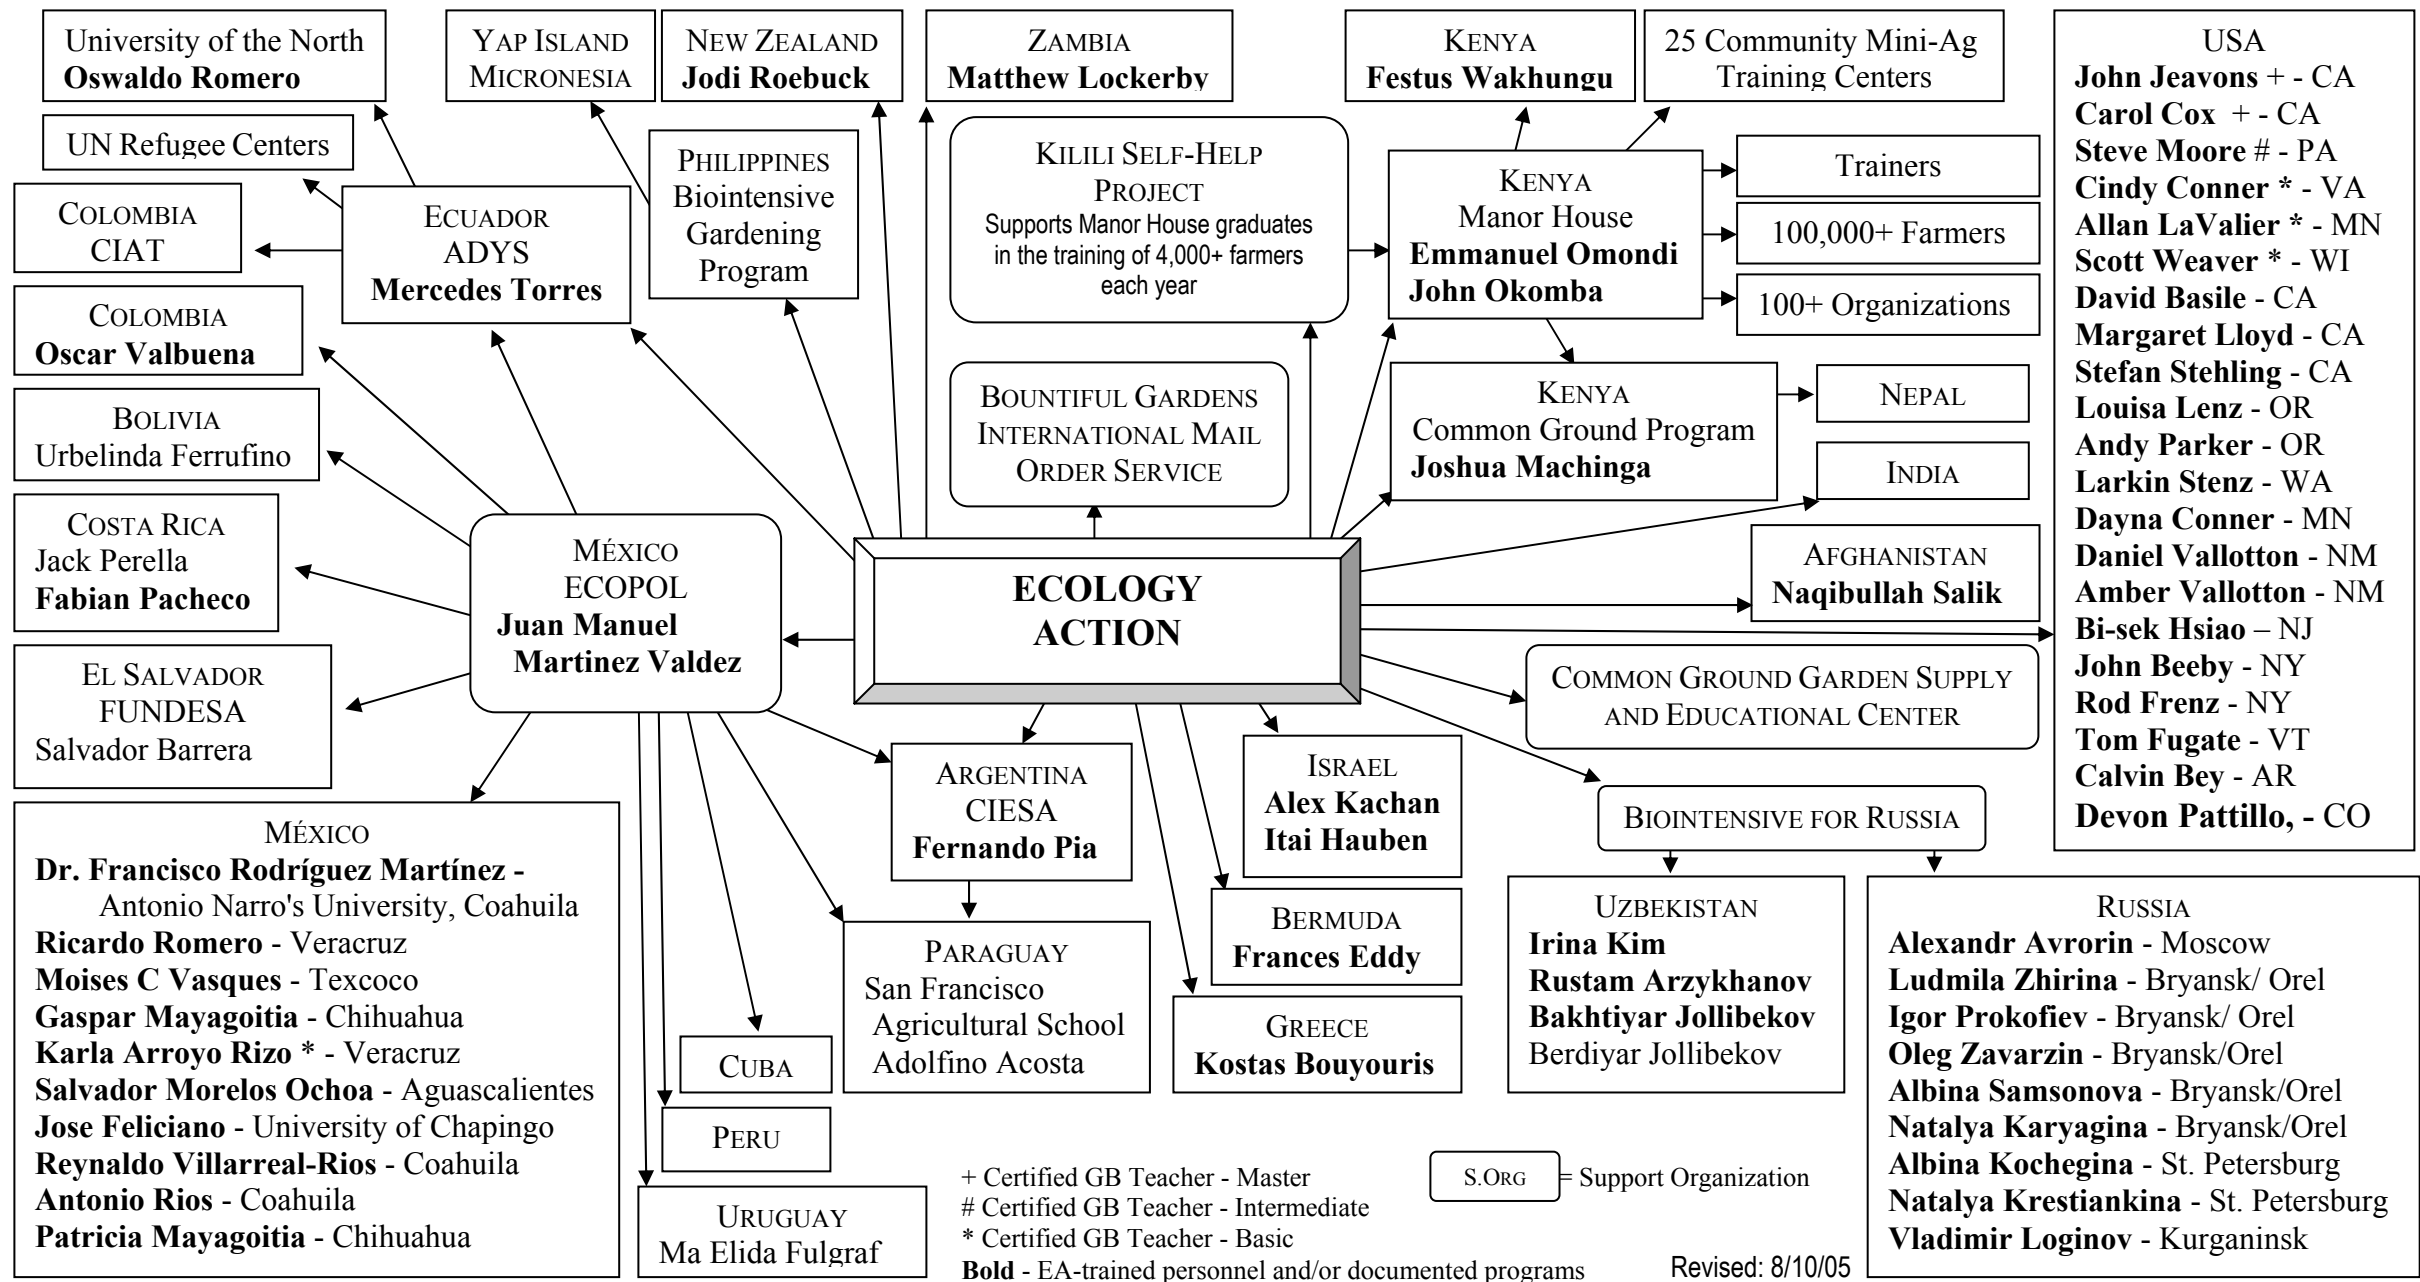 University of the North
Oswaldo Romero
YAP ISLAND
MICRONESIA
NEW ZEALAND
Jodi Roebuck
ZAMBIA
Matthew Lockerby
KENYA
Festus Wakhungu
25 Community Mini-Ag
Training Centers
UN Refugee Centers
COLOMBIA
CIAT
ECUADOR
ADYS
Mercedes Torres
PHILIPPINES
Biointensive
Gardening
Program
KILILI SELF-HELP
PROJECT
Supports Manor House graduates
in the training of 4,000+ farmers
each year
KENYA
Manor House
Emmanuel Omondi
John Okomba
Trainers
100,000+ Farmers
100+ Organizations
COLOMBIA
Oscar Valbuena
BOLIVIA
Urbelinda Ferrufino
COSTA RICA
Jack Perella
Fabian Pacheco
EL SALVADOR
FUNDESA
Salvador Barrera
BOUNTIFUL GARDENS
INTERNATIONAL MAIL
ORDER SERVICE
KENYA
Common Ground Program
Joshua Machinga
NEPAL
INDIA
AFGHANISTAN
Naqibullah Salik
MÉXICO
ECOPOL
Juan Manuel
Martinez Valdez
ECOLOGY
ACTION
COMMON GROUND GARDEN SUPPLY
AND EDUCATIONAL CENTER
USA
John Jeavons + - CA
Carol Cox + - CA
Steve Moore # - PA
Cindy Conner * - VA
Allan LaValier * - MN
Scott Weaver * - WI
David Basile - CA
Margaret Lloyd - CA
Stefan Stehling - CA
Louisa Lenz - OR
Andy Parker - OR
Larkin Stenz - WA
Dayna Conner - MN
Daniel Vallotton - NM
Amber Vallotton - NM
Bi-sek Hsiao – NJ
John Beeby - NY
Rod Frenz - NY
Tom Fugate - VT
Calvin Bey - AR
Devon Pattillo, - CO
MÉXICO
Dr. Francisco Rodríguez Martínez -
Antonio Narro's University, Coahuila
Ricardo Romero - Veracruz
Moises C Vasques - Texcoco
Gaspar Mayagoitia - Chihuahua
Karla Arroyo Rizo * - Veracruz
Salvador Morelos Ochoa - Aguascalientes
Jose Feliciano - University of Chapingo
Reynaldo Villarreal-Rios - Coahuila
Antonio Rios - Coahuila
Patricia Mayagoitia - Chihuahua
ARGENTINA
CIESA
Fernando Pia
ISRAEL
Alex Kachan
Itai Hauben
BERMUDA
Frances Eddy
GREECE
Kostas Bouyouris
PARAGUAY
San Francisco
Agricultural School
Adolfino Acosta
CUBA
PERU
URUGUAY
Ma Elida Fulgraf
BIOINTENSIVE FOR RUSSIA
UZBEKISTAN
Irina Kim
Rustam Arzykhanov
Bakhtiyar Jollibekov
Berdiyar Jollibekov
RUSSIA
Alexandr Avrorin - Moscow
Ludmila Zhirina - Bryansk/ Orel
Igor Prokofiev - Bryansk/ Orel
Oleg Zavarzin - Bryansk/Orel
Albina Samsonova - Bryansk/Orel
Natalya Karyagina - Bryansk/Orel
Albina Kochegina - St. Petersburg
Natalya Krestiankina - St. Petersburg
Vladimir Loginov - Kurganinsk
+ Certified GB Teacher - Master
# Certified GB Teacher - Intermediate
* Certified GB Teacher - Basic
Bold - EA-trained personnel and/or documented programs
S.ORG = Support Organization
Revised: 8/10/05